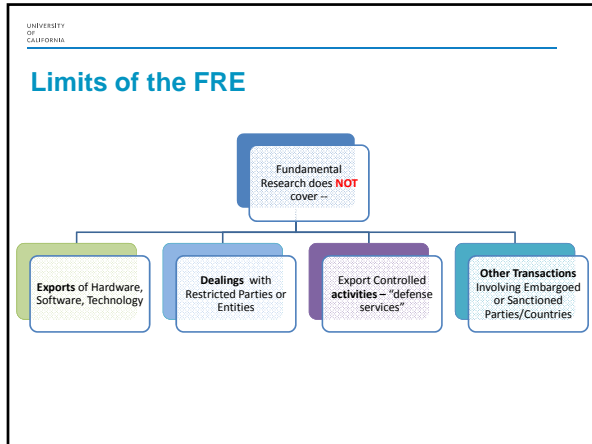 UNIVERSITY
OF
CALIFORNIA
Limits of the FRE
Fundamental
Research does NOT
cover --
Exports of Hardware,
Software, Technology
Dealings with
Restricted Parties or
Entities
Export Controlled
activities – “defense
services”
Other Transactions
Involving Embargoed
or Sanctioned
Parties/Countries